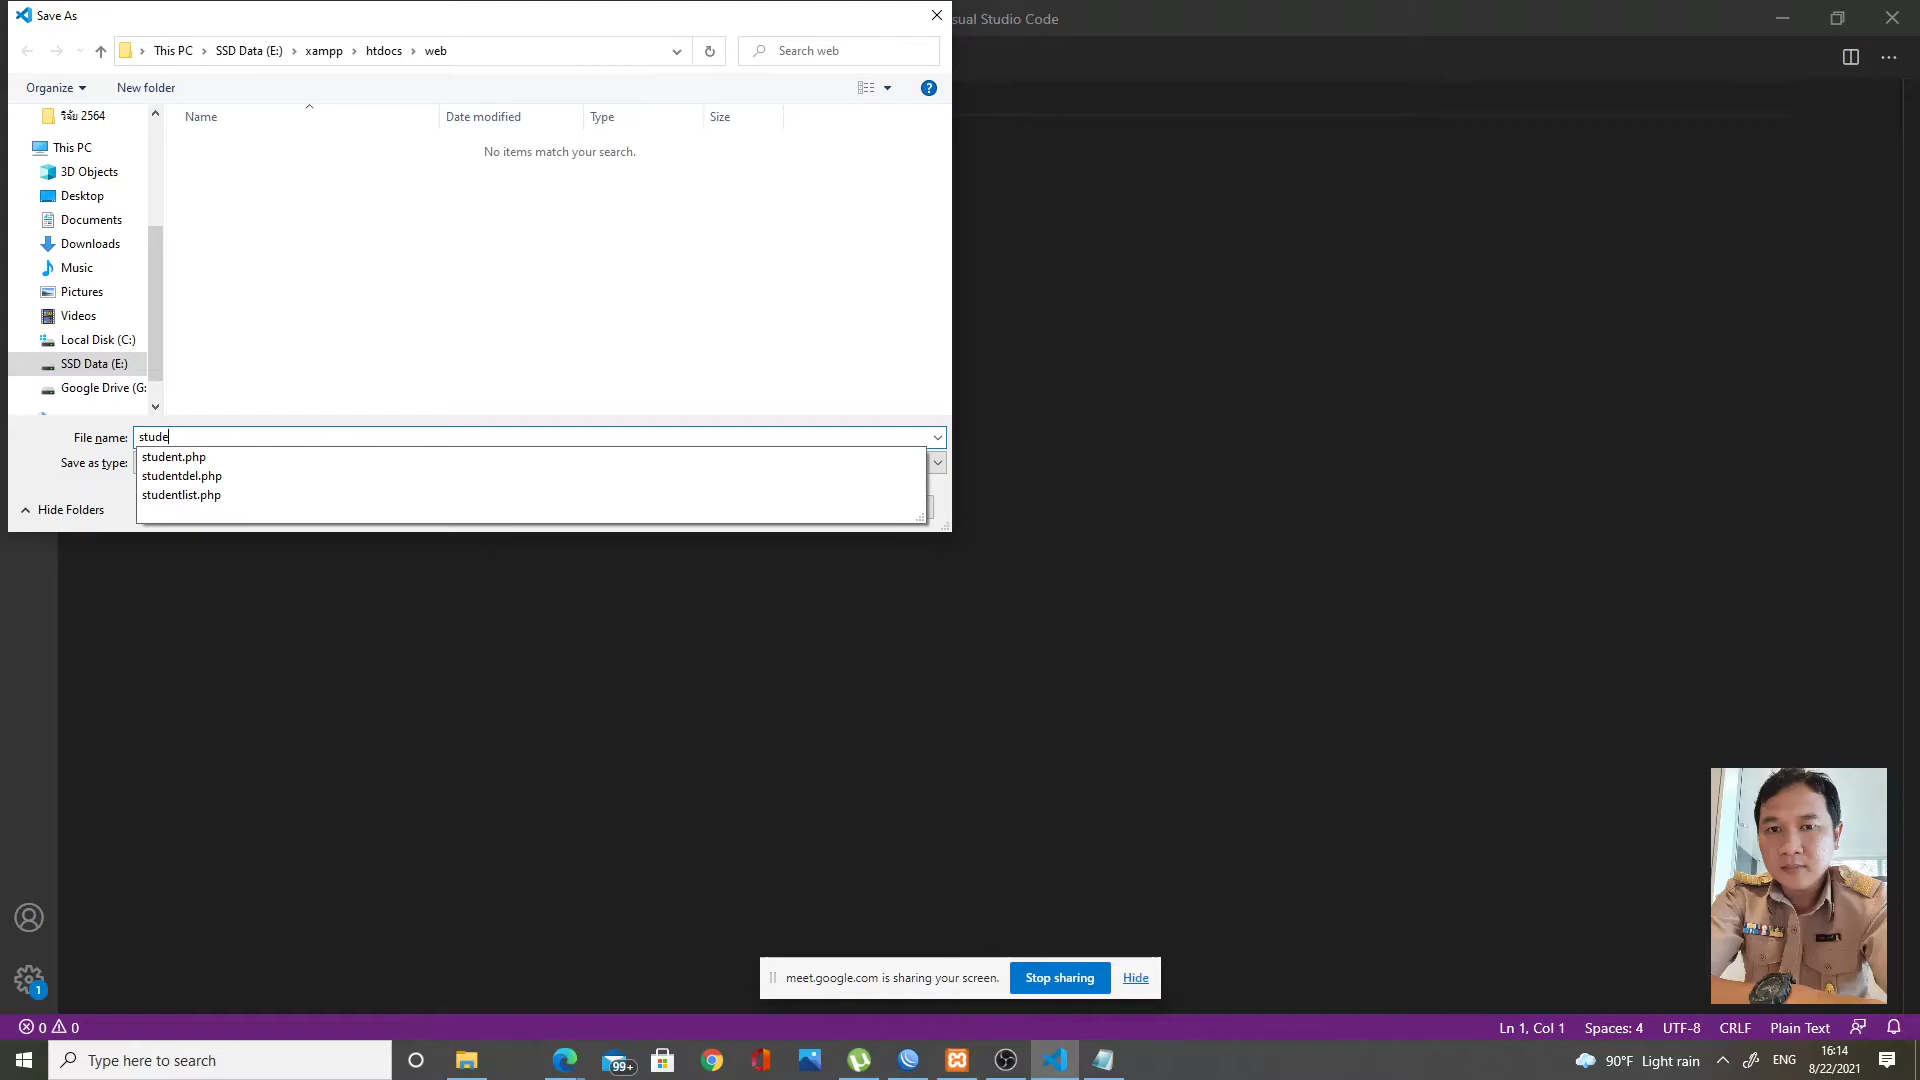 Save As
sual Studio Code
This PC
SSD Data (E:)
xampp
htdocs
web
Search web
Organize
New folder
?
วิจัย 2564
Name
Date modified
Type
Size
No items match your search.
This PC
3D Objects
Desktop
Documents
Downloads
Music
Pictures
Videos
Local Disk (C:)
SSD Data (E:)
Google Drive (G:
File name:
stude
Save as type:
student.php
studentdel.php
studentlist.php
Hide Folders
1
meet.google.com is sharing your screen.
Stop sharing
Hide
0
0
Ln 1, Col 1
Spaces: 4
UTF-8
CRLF
Plain Text
Type here to search
99+
90°F Light rain
ENG
16:14
8/22/2021